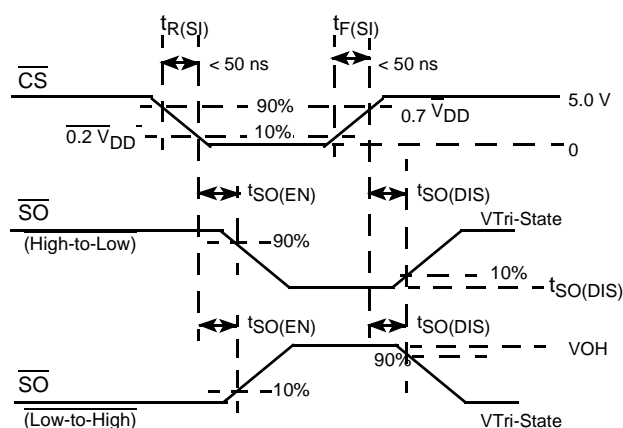 tR(SI) tF(SI)
< 50 ns < 50 ns
CS
90% 5.0 V
0.7 VDD
0.2 VDD 10%
0
tSO(EN) tSO(DIS)
SO VTri-State
(High-to-Low) 90%
10%
tSO(DIS)
tSO(EN) tSO(DIS)
VOH
90%
SO
10%
(Low-to-High) VTri-State